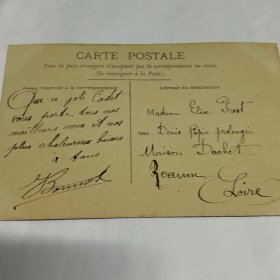 CARTE POSTALE
Tous les pays étrangers n'acceptent pas la correspondance au recto.
(Se renseigner à la Poste).
Partie réservée à la correspondance
Que ce joli Cadet
vous porte tous nos
meilleurs vœux et nos
plus chaleureux baisers
à tous
Adresse du destinataire
Madame Elise Prost
rue Denis Papin prolongée
Maison Dachet
Roanne
Loire